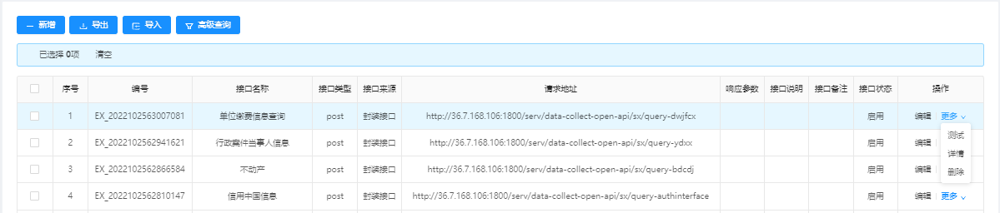 新增 导出 导入 高级查询
已选择 0项 清空
序号 编号 接口名称 接口类型 接口来源 请求地址 响应参数 接口说明 接口备注 接口状态 操作
1 EX_2022102563007081 单位缴费信息查询 post 封装接口 http://36.7.168.106:1800/serv/data-collect-open-api/sx/query-dwjfcx 启用 编辑 更多
测试
2 EX_2022102562941621 行政案件当事人信息 post 封装接口 http://36.7.168.106:1800/serv/data-collect-open-api/sx/query-ydxx 启用 编辑
详情
3 EX_2022102562866584 不动产 post 封装接口 http://36.7.168.106:1800/serv/data-collect-open-api/sx/query-bdcdj 启用 编辑
删除
4 EX_2022102562810147 信用中国信息 post 封装接口 http://36.7.168.106:1800/serv/data-collect-open-api/sx/query-authinterface 启用 编辑 更多